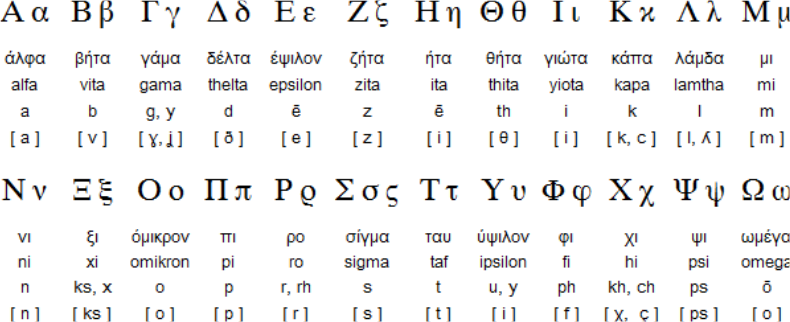 Α α Β β Γ γ Δ δ Ε ε Ζ ζ Η η Θ θ Ι ι Κ ϰ Λ λ Μ μ
άλφα βήτα γάμα δέλτα έψιλον ζήτα ήτα θήτα γιώτα κάπα λάμδα μι
alfa vita gama thelta epsilon zita ita thita yiota kapa lamtha mi
a b g, y d ē z ē th i k l m
[ a ] [ v ] [ ɣ, ʝ ] [ ð ] [ e ] [ z ] [ i ] [ θ ] [ i ] [ k, c ] [ l, ʎ ] [ m ]
Ν ν Ξ ξ Ο ο Π π Ρ ϱ Σ σ ς Τ τ Υ υ Φ φ Χ χ Ψ ψ Ω ω
νι ξι όμικρον πι ρο σίγμα ταυ ύψιλον φι χι ψι ωμέγα
ni xi omikron pi ro sigma taf ipsilon fi hi psi omega
n ks, x o p r, rh s t u, y ph kh, ch ps ō
[ n ] [ ks ] [ o ] [ p ] [ r ] [ s ] [ t ] [ i ] [ f ] [ χ, ç ] [ ps ] [ o ]